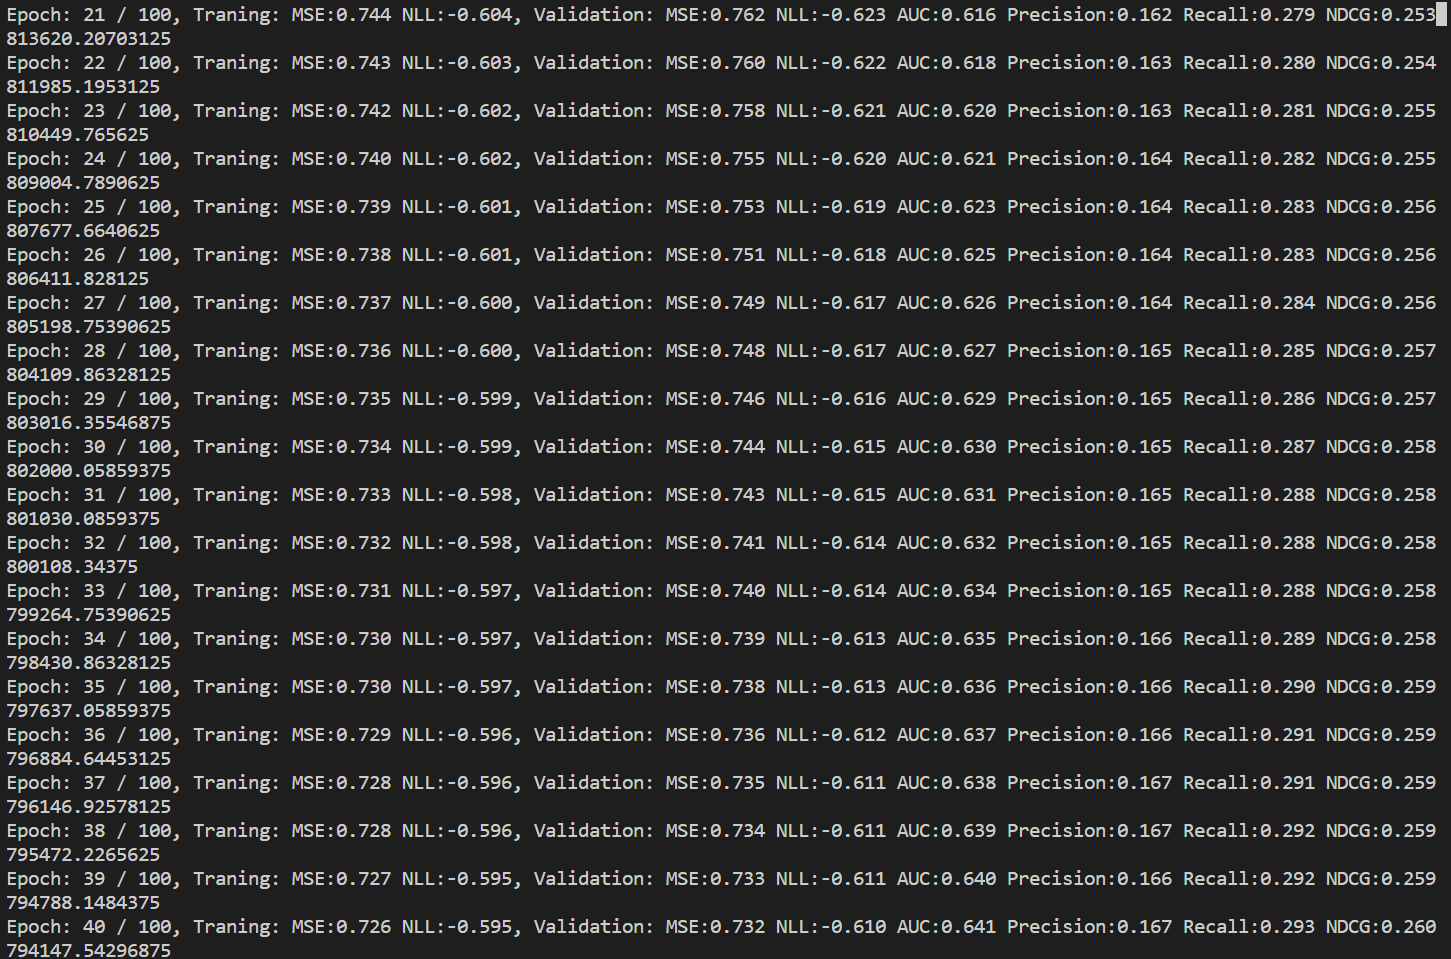 Epoch: 21 / 100, Traning: MSE:0.744 NLL:-0.604, Validation: MSE:0.762 NLL:-0.623 AUC:0.616 Precision:0.162 Recall:0.279 NDCG:0.253
813620.20703125
Epoch: 22 / 100, Traning: MSE:0.743 NLL:-0.603, Validation: MSE:0.760 NLL:-0.622 AUC:0.618 Precision:0.163 Recall:0.280 NDCG:0.254
811985.1953125
Epoch: 23 / 100, Traning: MSE:0.742 NLL:-0.602, Validation: MSE:0.758 NLL:-0.621 AUC:0.620 Precision:0.163 Recall:0.281 NDCG:0.255
810449.765625
Epoch: 24 / 100, Traning: MSE:0.740 NLL:-0.602, Validation: MSE:0.755 NLL:-0.620 AUC:0.621 Precision:0.164 Recall:0.282 NDCG:0.255
809004.7890625
Epoch: 25 / 100, Traning: MSE:0.739 NLL:-0.601, Validation: MSE:0.753 NLL:-0.619 AUC:0.623 Precision:0.164 Recall:0.283 NDCG:0.256
807677.6640625
Epoch: 26 / 100, Traning: MSE:0.738 NLL:-0.601, Validation: MSE:0.751 NLL:-0.618 AUC:0.625 Precision:0.164 Recall:0.283 NDCG:0.256
806411.828125
Epoch: 27 / 100, Traning: MSE:0.737 NLL:-0.600, Validation: MSE:0.749 NLL:-0.617 AUC:0.626 Precision:0.164 Recall:0.284 NDCG:0.256
805198.75390625
Epoch: 28 / 100, Traning: MSE:0.736 NLL:-0.600, Validation: MSE:0.748 NLL:-0.617 AUC:0.627 Precision:0.165 Recall:0.285 NDCG:0.257
804109.86328125
Epoch: 29 / 100, Traning: MSE:0.735 NLL:-0.599, Validation: MSE:0.746 NLL:-0.616 AUC:0.629 Precision:0.165 Recall:0.286 NDCG:0.257
803016.35546875
Epoch: 30 / 100, Traning: MSE:0.734 NLL:-0.599, Validation: MSE:0.744 NLL:-0.615 AUC:0.630 Precision:0.165 Recall:0.287 NDCG:0.258
802000.05859375
Epoch: 31 / 100, Traning: MSE:0.733 NLL:-0.598, Validation: MSE:0.743 NLL:-0.615 AUC:0.631 Precision:0.165 Recall:0.288 NDCG:0.258
801030.0859375
Epoch: 32 / 100, Traning: MSE:0.732 NLL:-0.598, Validation: MSE:0.741 NLL:-0.614 AUC:0.632 Precision:0.165 Recall:0.288 NDCG:0.258
800108.34375
Epoch: 33 / 100, Traning: MSE:0.731 NLL:-0.597, Validation: MSE:0.740 NLL:-0.614 AUC:0.634 Precision:0.165 Recall:0.288 NDCG:0.258
799264.75390625
Epoch: 34 / 100, Traning: MSE:0.730 NLL:-0.597, Validation: MSE:0.739 NLL:-0.613 AUC:0.635 Precision:0.166 Recall:0.289 NDCG:0.258
798430.86328125
Epoch: 35 / 100, Traning: MSE:0.730 NLL:-0.597, Validation: MSE:0.738 NLL:-0.613 AUC:0.636 Precision:0.166 Recall:0.290 NDCG:0.259
797637.05859375
Epoch: 36 / 100, Traning: MSE:0.729 NLL:-0.596, Validation: MSE:0.736 NLL:-0.612 AUC:0.637 Precision:0.166 Recall:0.291 NDCG:0.259
796884.64453125
Epoch: 37 / 100, Traning: MSE:0.728 NLL:-0.596, Validation: MSE:0.735 NLL:-0.611 AUC:0.638 Precision:0.167 Recall:0.291 NDCG:0.259
796146.92578125
Epoch: 38 / 100, Traning: MSE:0.728 NLL:-0.596, Validation: MSE:0.734 NLL:-0.611 AUC:0.639 Precision:0.167 Recall:0.292 NDCG:0.259
795472.2265625
Epoch: 39 / 100, Traning: MSE:0.727 NLL:-0.595, Validation: MSE:0.733 NLL:-0.611 AUC:0.640 Precision:0.166 Recall:0.292 NDCG:0.259
794788.1484375
Epoch: 40 / 100, Traning: MSE:0.726 NLL:-0.595, Validation: MSE:0.732 NLL:-0.610 AUC:0.641 Precision:0.167 Recall:0.293 NDCG:0.260
794147.54296875